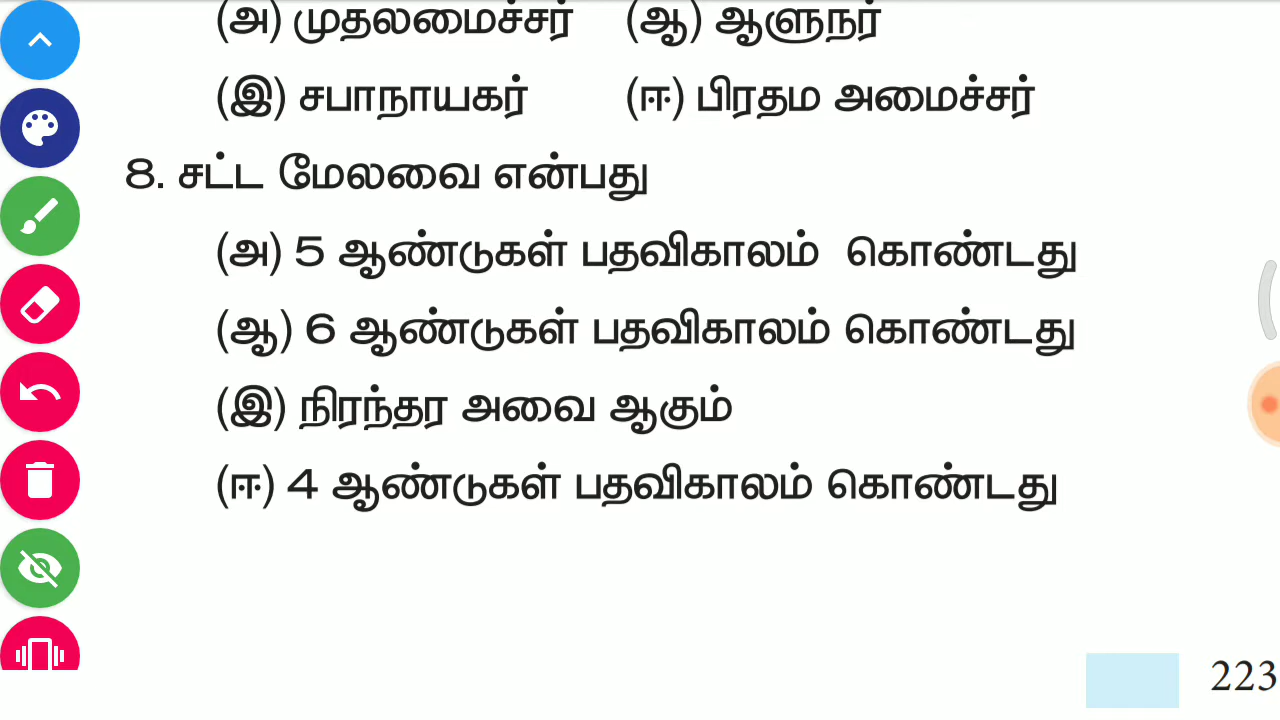 (அ) முதலமைச்சர் (ஆ) ஆளுநர்
(இ) சபாநாயகர் (ஈ) பிரதம அமைச்சர்
8. சட்ட மேலவை என்பது
(அ) 5 ஆண்டுகள் பதவிகாலம் கொண்டது
(ஆ) 6 ஆண்டுகள் பதவிகாலம் கொண்டது
(இ) நிரந்தர அவை ஆகும்
(ஈ) 4 ஆண்டுகள் பதவிகாலம் கொண்டது
223